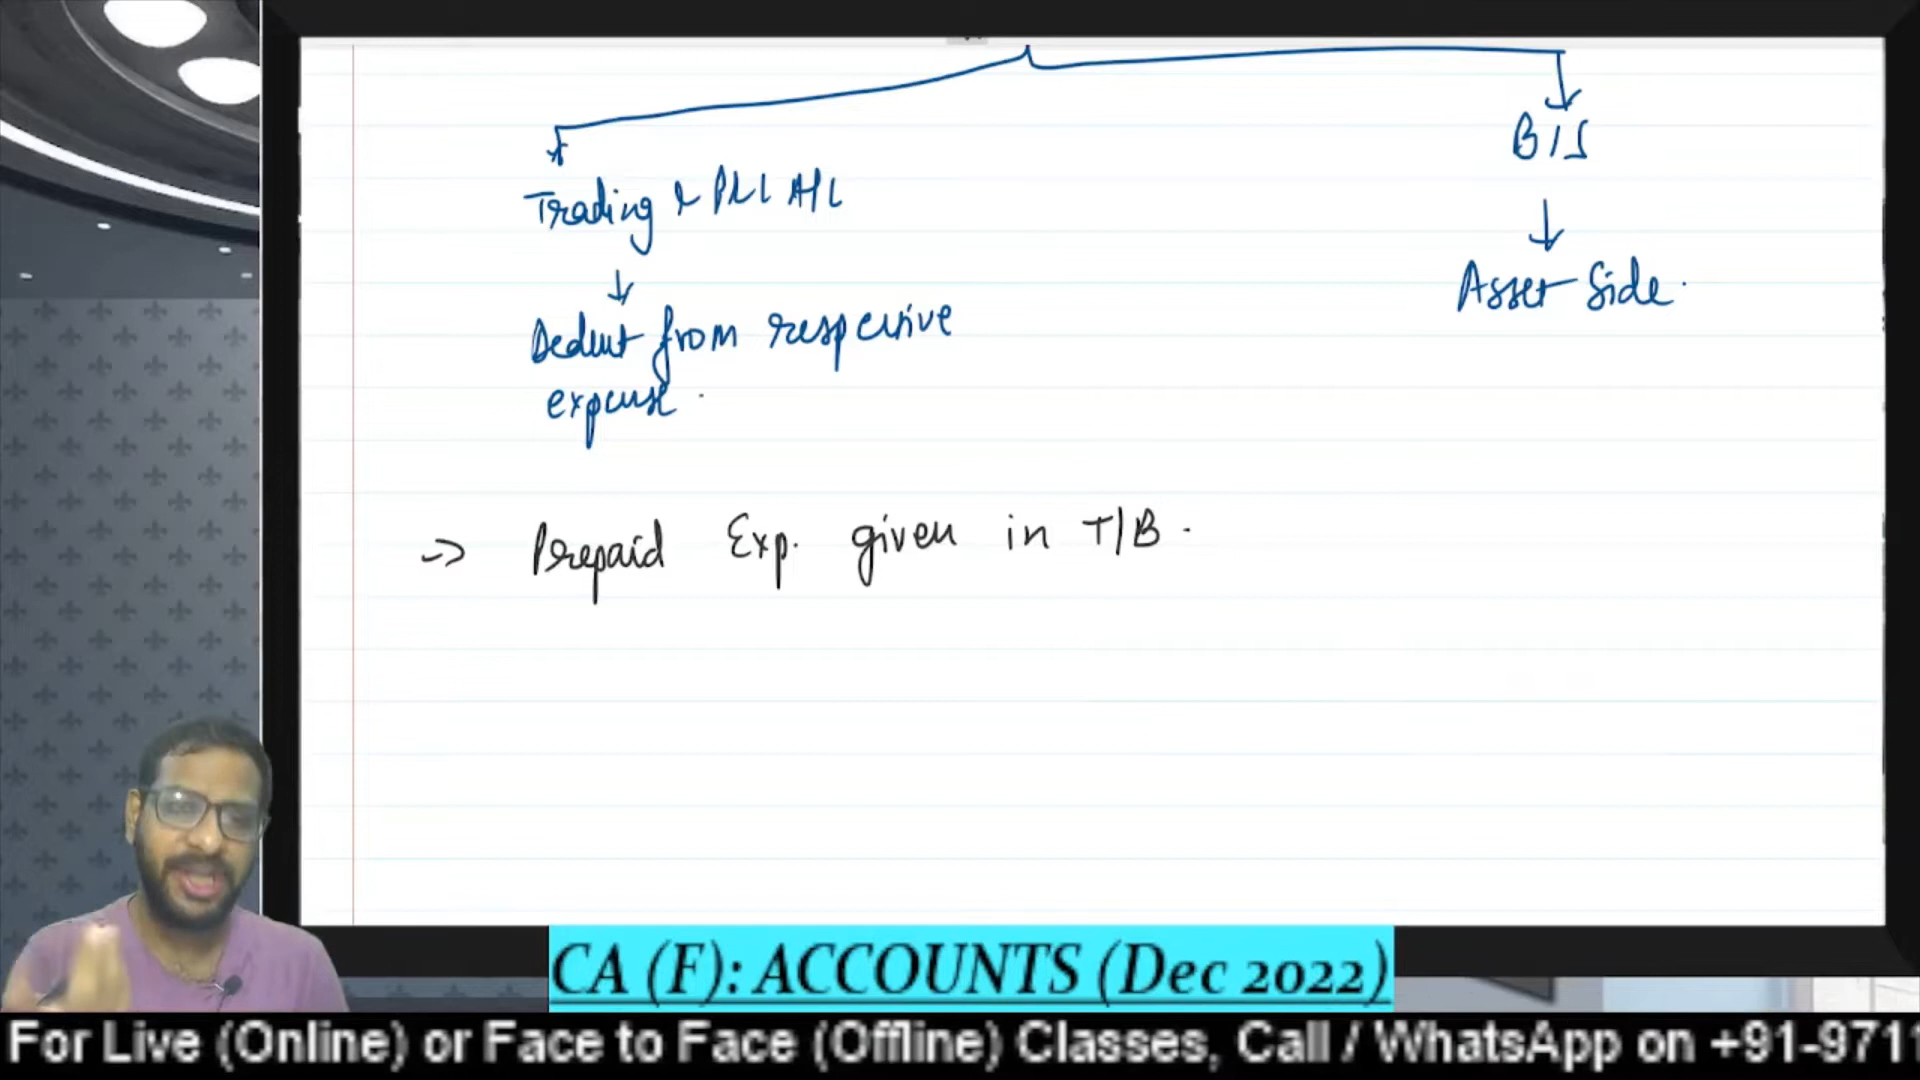 Trading & P&L A/c
B/S
Asset Side.
Deduct from respective
expense.
-> Prepaid Exp. given in T/B.
CA (F): ACCOUNTS (Dec 2022)
For Live (Online) or Face to Face (Offline) Classes, Call / WhatsApp on +91-9711